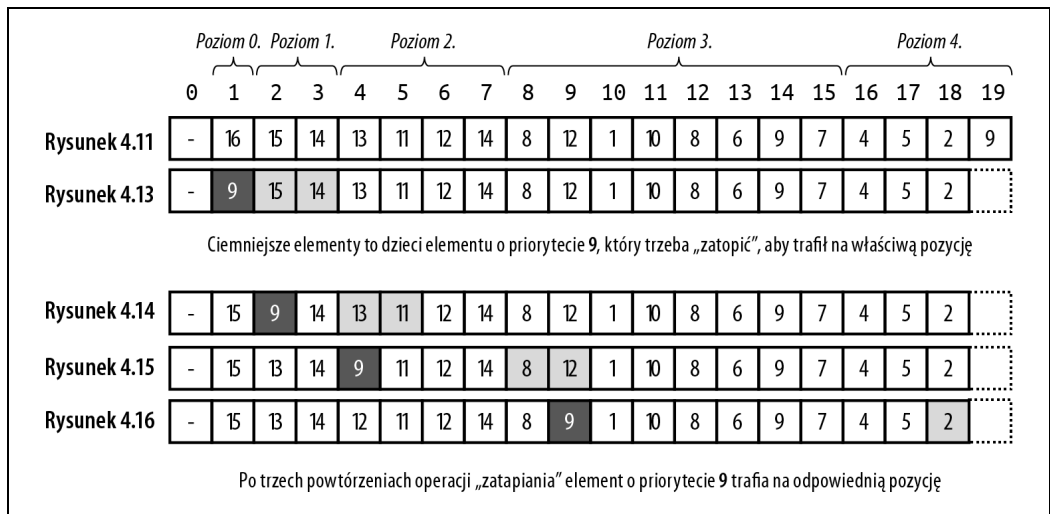 Poziom 0. Poziom 1. Poziom 2. Poziom 3. Poziom 4.
0 1 2 3 4 5 6 7 8 9 10 11 12 13 14 15 16 17 18 19
Rysunek 4.11 - 16 15 14 13 11 12 14 8 12 1 10 8 6 9 7 4 5 2 9
Rysunek 4.13 - 9 15 14 13 11 12 14 8 12 1 10 8 6 9 7 4 5 2
Ciemniejsze elementy to dzieci elementu o priorytecie 9, który trzeba „zatopić”, aby trafił na właściwą pozycję
Rysunek 4.14 - 15 9 14 13 11 12 14 8 12 1 10 8 6 9 7 4 5 2
Rysunek 4.15 - 15 13 14 9 11 12 14 8 12 1 10 8 6 9 7 4 5 2
Rysunek 4.16 - 15 13 14 12 11 12 14 8 9 1 10 8 6 9 7 4 5 2
Po trzech powtórzeniach operacji „zatapiania” element o priorytecie 9 trafia na odpowiednią pozycję